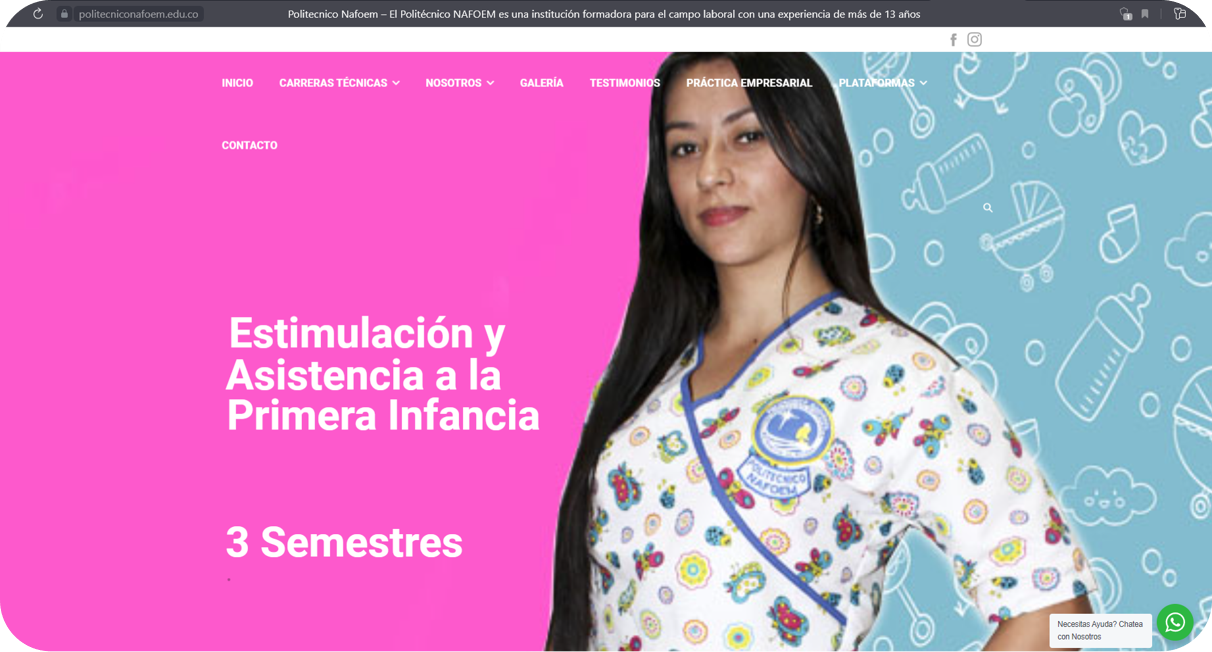 politecniconafoem.edu.co
Politecnico Nafoem – El Politécnico NAFOEM es una institución formadora para el campo laboral con una experiencia de más de 13 años
1
INICIO
CARRERAS TÉCNICAS
NOSOTROS
GALERÍA
TESTIMONIOS
PRÁCTICA EMPRESARIAL
PLATAFORMAS
CONTACTO
Estimulación y
Asistencia a la
Primera Infancia
3 Semestres
POLITECNICO
NAFOEM
Necesitas Ayuda? Chatea
con Nosotros